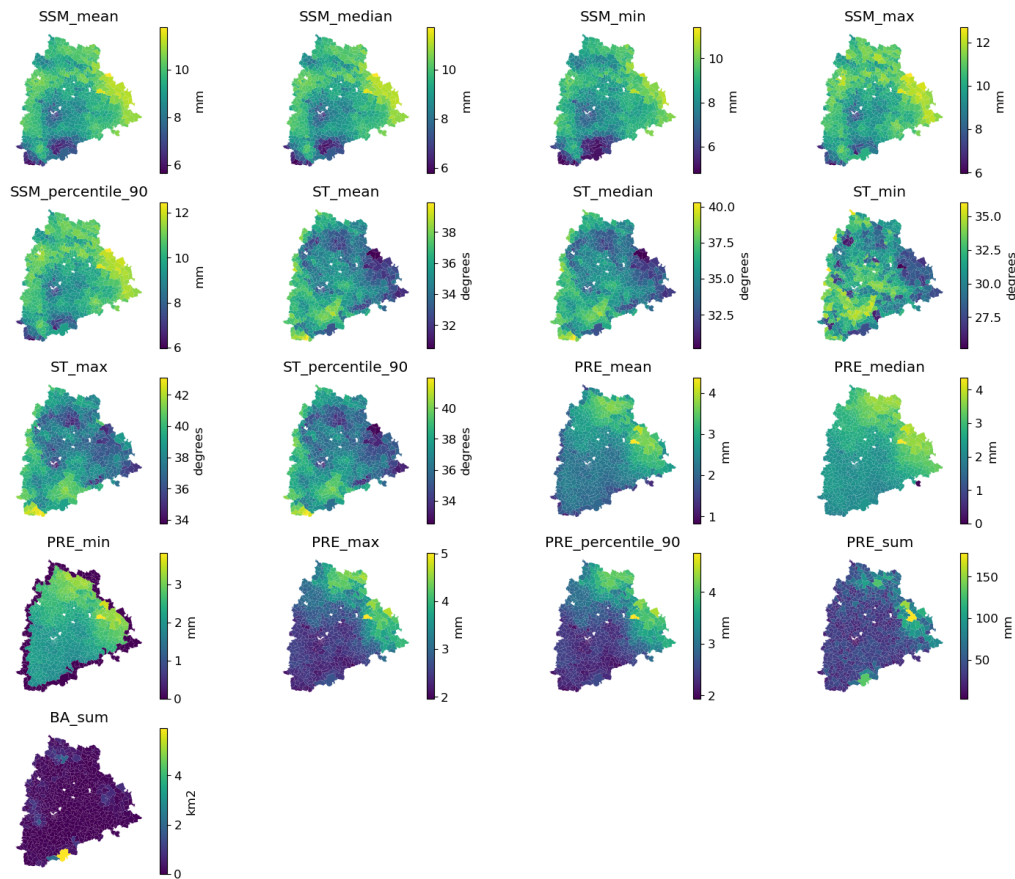 SSM_mean
10
8
6
mm
SSM_median
10
8
6
mm
SSM_min
10
8
6
mm
SSM_max
12
10
8
6
mm
SSM_percentile_90
12
10
8
6
mm
ST_mean
38
36
34
32
degrees
ST_median
40.0
37.5
35.0
32.5
degrees
ST_min
35.0
32.5
30.0
27.5
degrees
ST_max
42
40
38
36
34
degrees
ST_percentile_90
40
38
36
34
degrees
PRE_mean
4
3
2
1
mm
PRE_median
4
3
2
1
0
mm
PRE_min
3
2
1
0
mm
PRE_max
5
4
3
2
mm
PRE_percentile_90
4
3
2
mm
PRE_sum
150
100
50
mm
BA_sum
4
2
0
km2